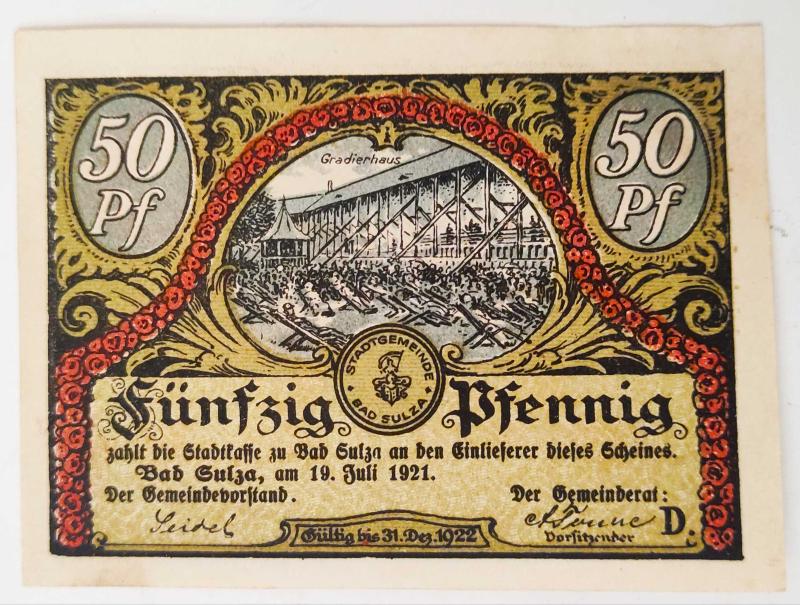 50 Pf
50 Pf
Gradierhaus
STADTGEMEINDE
BAD SULZA
Fünfzig Pfennig
zahlt die Stadtkasse zu Bad Sulza an den Einlieferer dieses Scheines.
Bad Sulza, am 19. Juli 1921.
Der Gemeindevorstand. Der Gemeinderat:
Seidel D.
Vorsitzender
Gültig bis 31. Dez. 1922